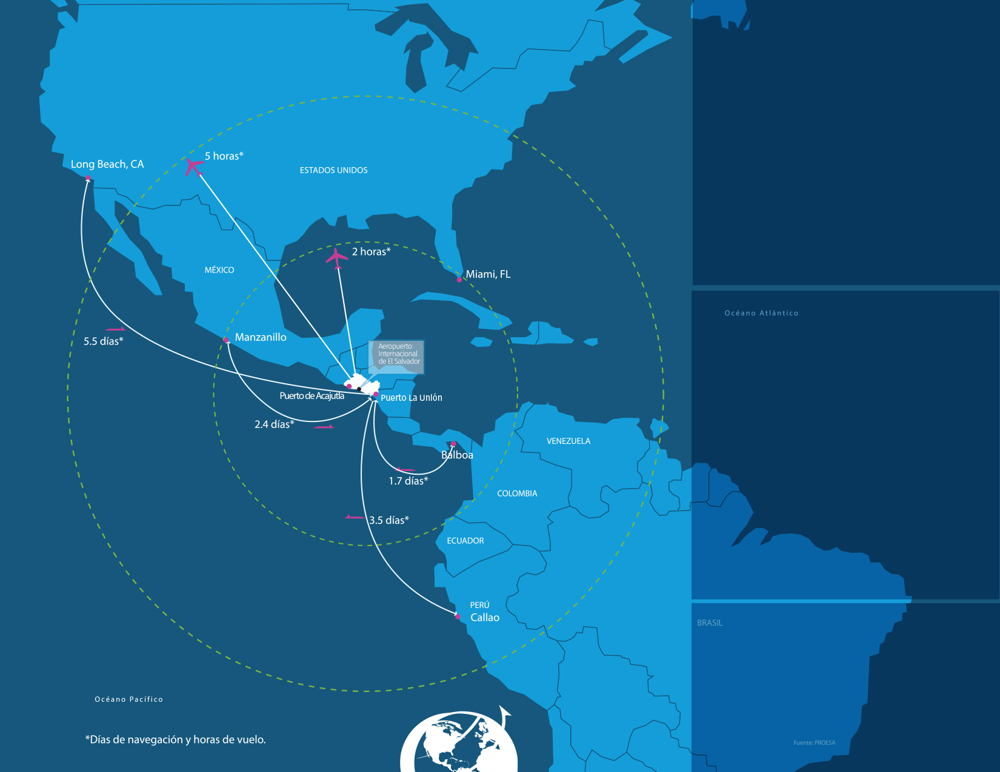 5 horas*
Long Beach, CA
ESTADOS UNIDOS
2 horas*
MÉXICO
Miami, FL
Océano Atlántico
Manzanillo
5.5 días*
Aeropuerto
Internacional
de El Salvador
Puerto de Acajutla
Puerto La Unión
2.4 días*
VENEZUELA
Balboa
1.7 días*
COLOMBIA
3.5 días*
ECUADOR
PERÚ
Callao
BRASIL
Océano Pacífico
*Días de navegación y horas de vuelo.
Fuente: PROESA